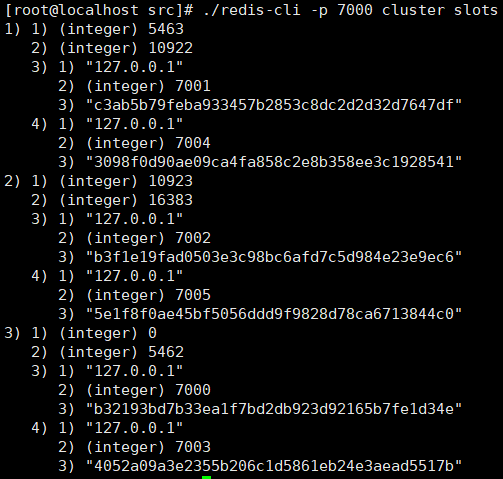 [root@localhost src]# ./redis-cli -p 7000 cluster slots
1) 1) (integer) 5463
   2) (integer) 10922
   3) 1) "127.0.0.1"
      2) (integer) 7001
      3) "c3ab5b79feba933457b2853c8dc2d2d32d7647df"
   4) 1) "127.0.0.1"
      2) (integer) 7004
      3) "3098f0d90ae09ca4fa858c2e8b358ee3c1928541"
2) 1) (integer) 10923
   2) (integer) 16383
   3) 1) "127.0.0.1"
      2) (integer) 7002
      3) "b3f1e19fad0503e3c98bc6afd7c5d984e23e9ec6"
   4) 1) "127.0.0.1"
      2) (integer) 7005
      3) "5e1f8f0ae45bf5056ddd9f9828d78ca6713844c0"
3) 1) (integer) 0
   2) (integer) 5462
   3) 1) "127.0.0.1"
      2) (integer) 7000
      3) "b32193bd7b33ea1f7bd2db923d92165b7fe1d34e"
   4) 1) "127.0.0.1"
      2) (integer) 7003
      3) "4052a09a3e2355b206c1d5861eb24e3aead5517b"